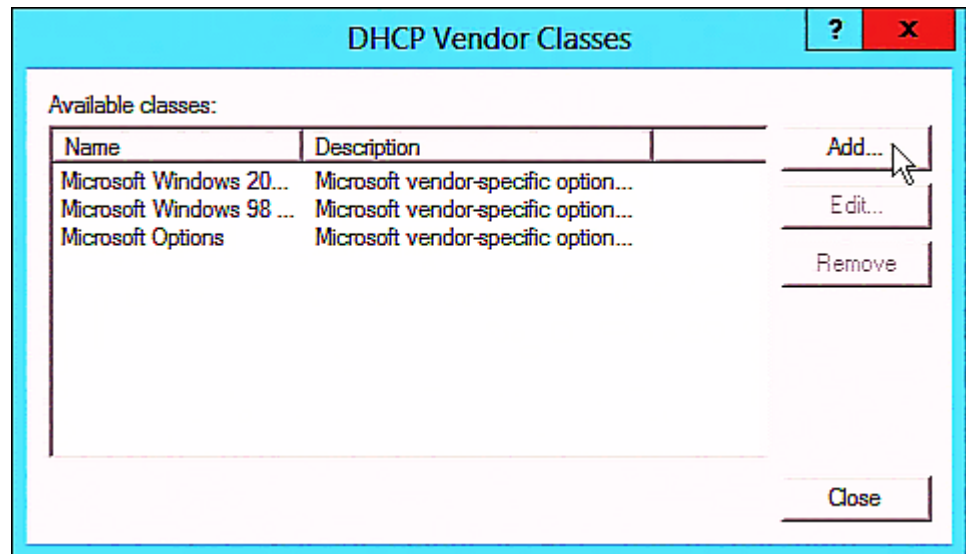 DHCP Vendor Classes
?
x
Available classes:
Name Description
Microsoft Windows 20... Microsoft vendor-specific option...
Microsoft Windows 98 ... Microsoft vendor-specific option...
Microsoft Options Microsoft vendor-specific option...
Add...
Edit...
Remove
Close